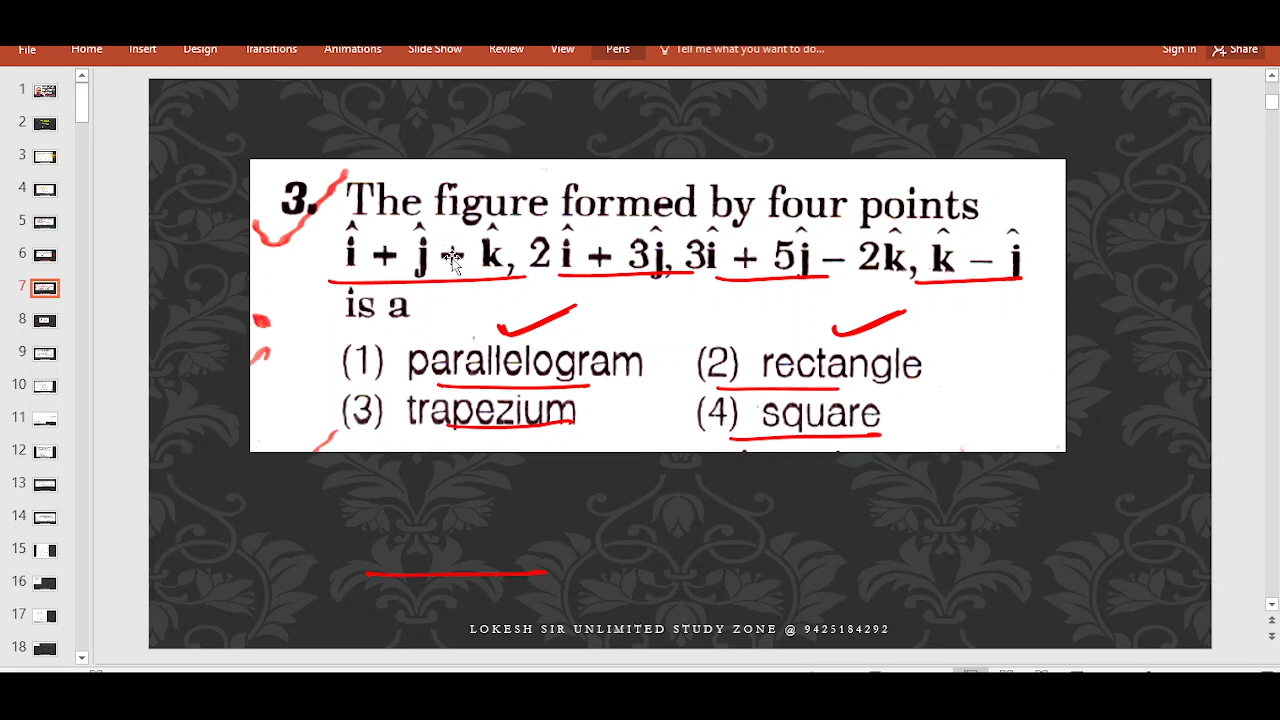 File Home Insert Design Transitions Animations Slide Show Review View Pens Tell me what you want to do... Sign in Share
1
2
3
4
5
6
7
8
9
10
11
12
13
14
15
16
17
18
3. The figure formed by four points
î + ĵ + k̂, 2î + 3ĵ, 3î + 5ĵ – 2k̂, k̂ – ĵ
is a
(1) parallelogram (2) rectangle
(3) trapezium (4) square
LOKESH SIR UNLIMITED STUDY ZONE @ 9425184292